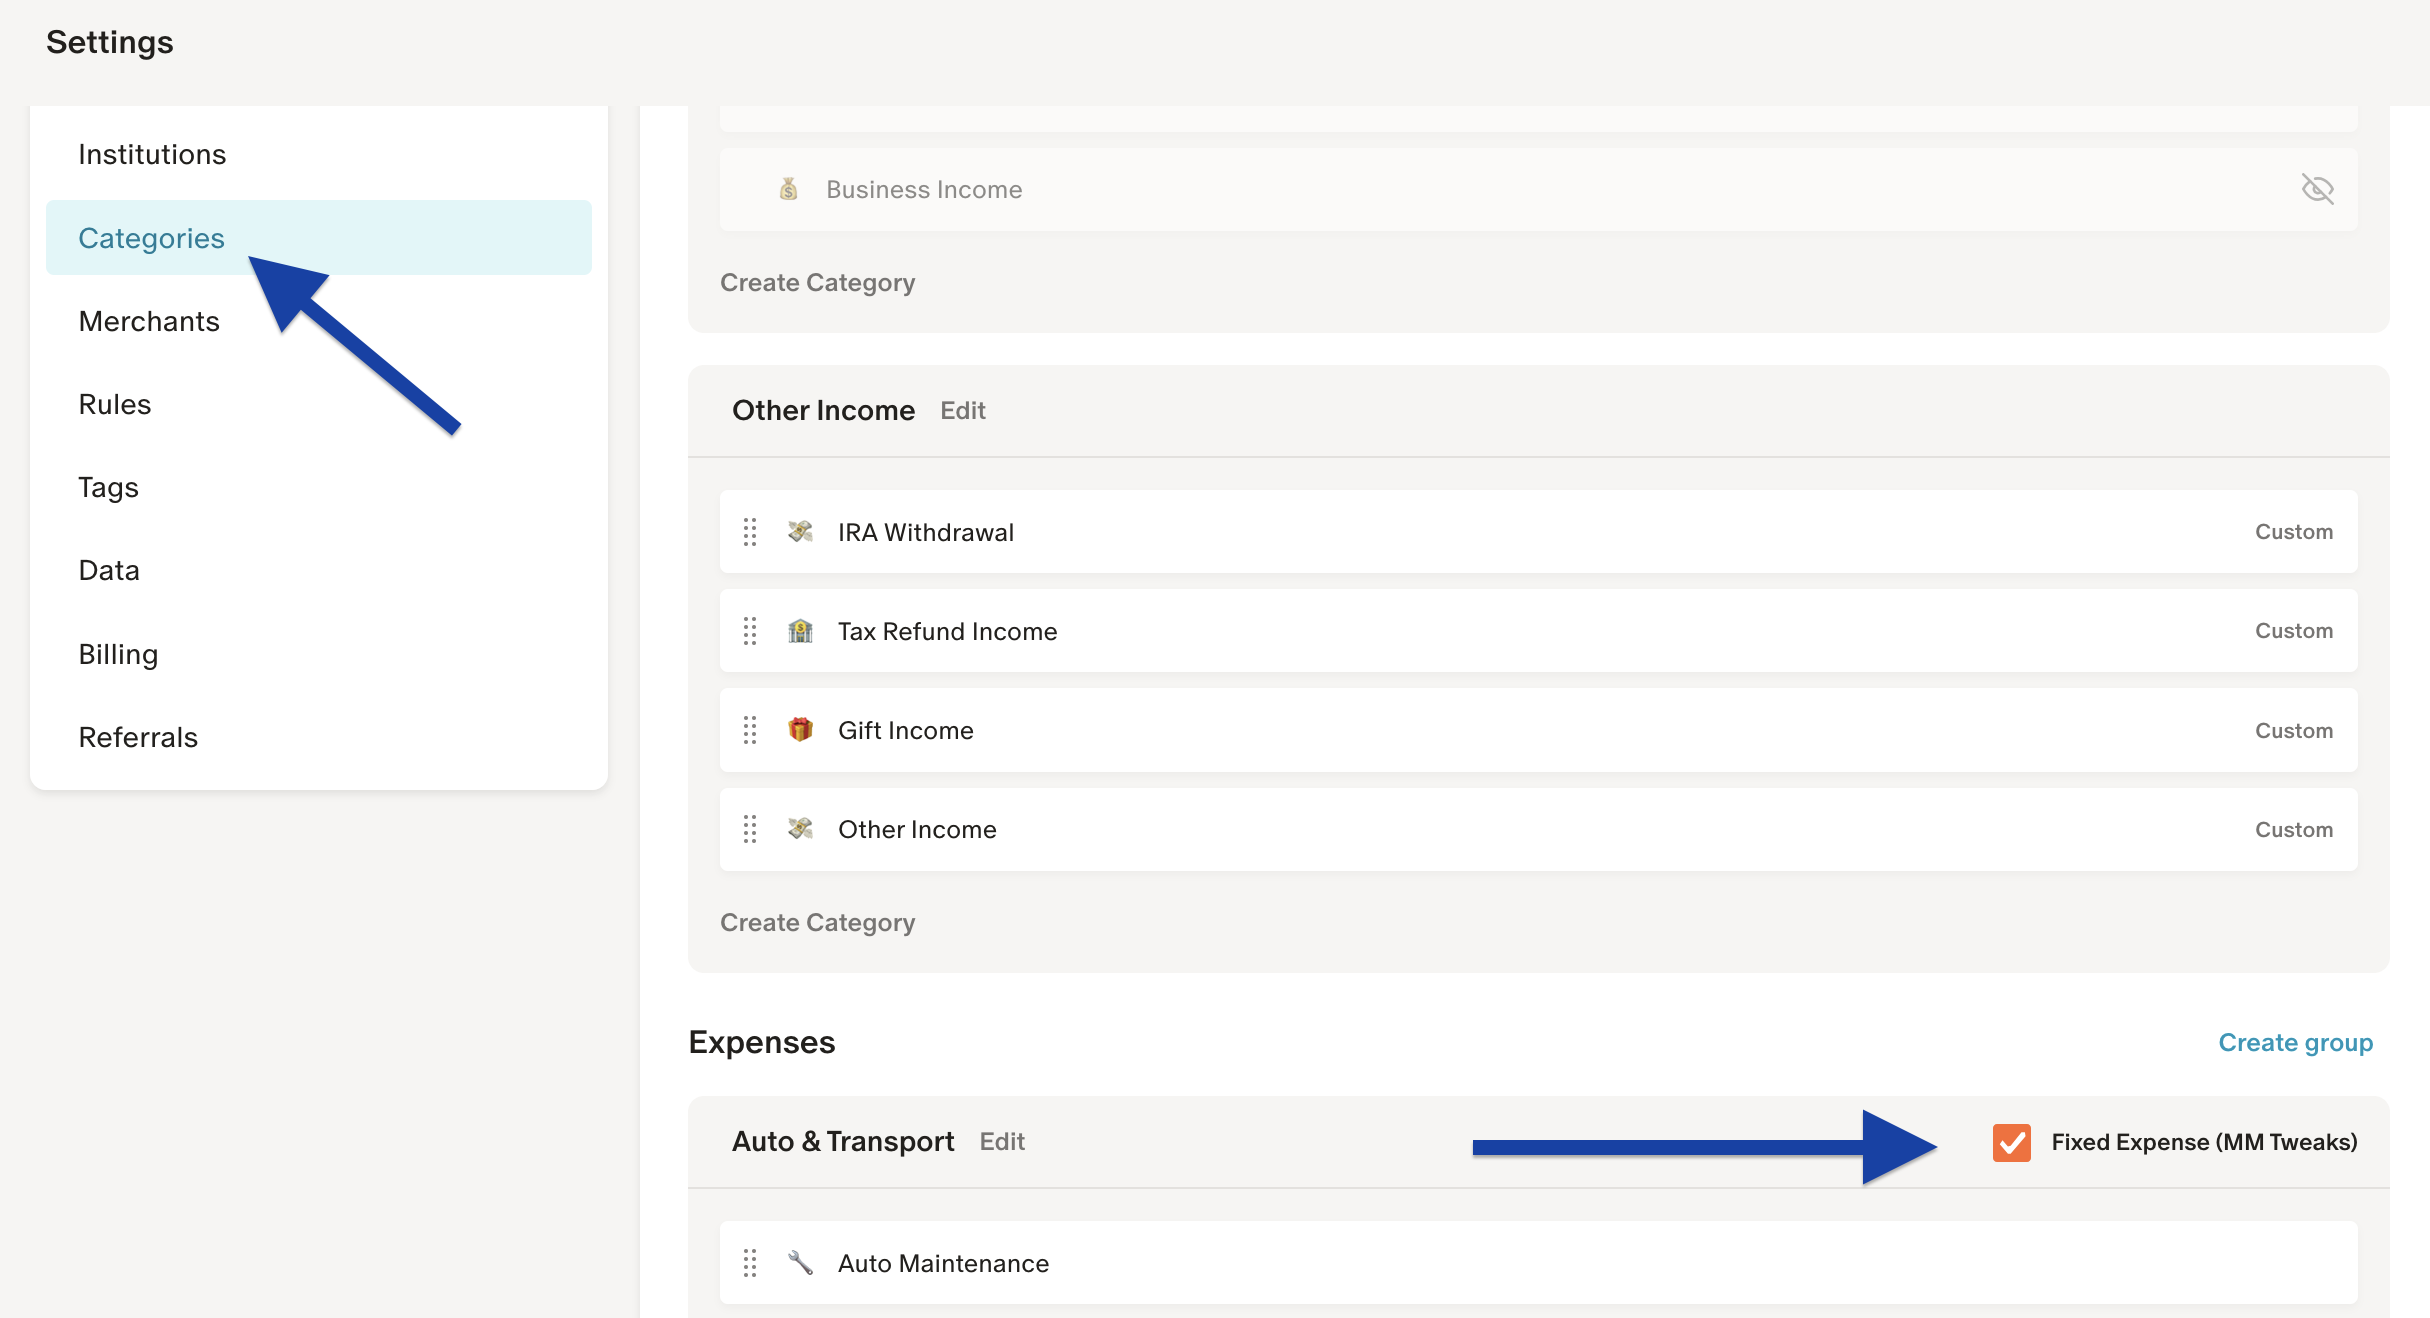 Settings
Institutions
Categories
Merchants
Rules
Tags
Data
Billing
Referrals
Business Income
Create Category
Other Income Edit
IRA Withdrawal Custom
Tax Refund Income Custom
Gift Income Custom
Other Income Custom
Create Category
Expenses Create group
Auto & Transport Edit Fixed Expense (MM Tweaks)
Auto Maintenance